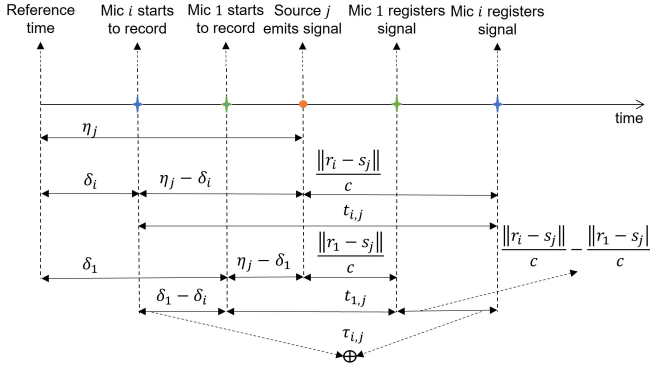 Reference time
Mic i starts to record
Mic 1 starts to record
Source j emits signal
Mic 1 registers signal
Mic i registers signal
time
η_j
δ_i
η_j − δ_i
‖r_i − s_j‖ / c
t_{i,j}
δ_1
η_j − δ_1
‖r_1 − s_j‖ / c
‖r_i − s_j‖ / c − ‖r_1 − s_j| / c
δ_1 − δ_i
t_{1,j}
τ_{i,j}
⊕